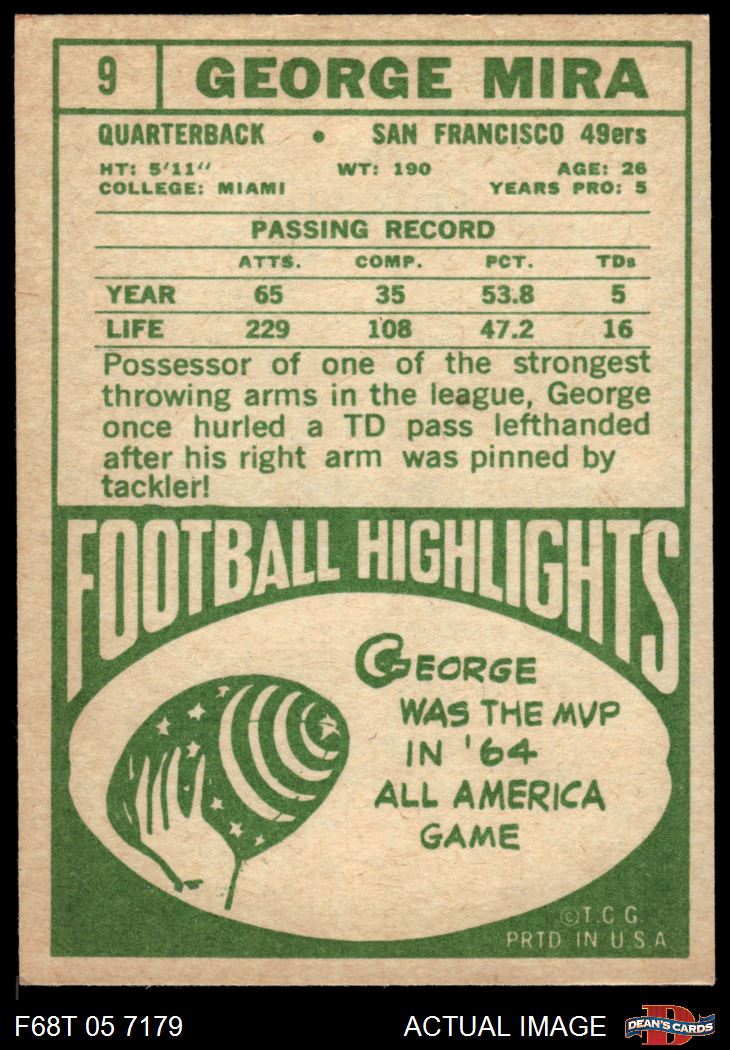 9 GEORGE MIRA
QUARTERBACK • SAN FRANCISCO 49ers
HT: 5'11" WT: 190 AGE: 26
COLLEGE: MIAMI YEARS PRO: 5
PASSING RECORD
ATTS. COMP. PCT. TDs
YEAR 65 35 53.8 5
LIFE 229 108 47.2 16
Possessor of one of the strongest
throwing arms in the league, George
once hurled a TD pass lefthanded
after his right arm was pinned by
tackler!
FOOTBALL HIGHLIGHTS
GEORGE
WAS THE MVP
IN '64
ALL AMERICA
GAME
©T.C.G.
PRTD IN U.S.A
F68T 05 7179 ACTUAL IMAGE D DEAN'S CARDS